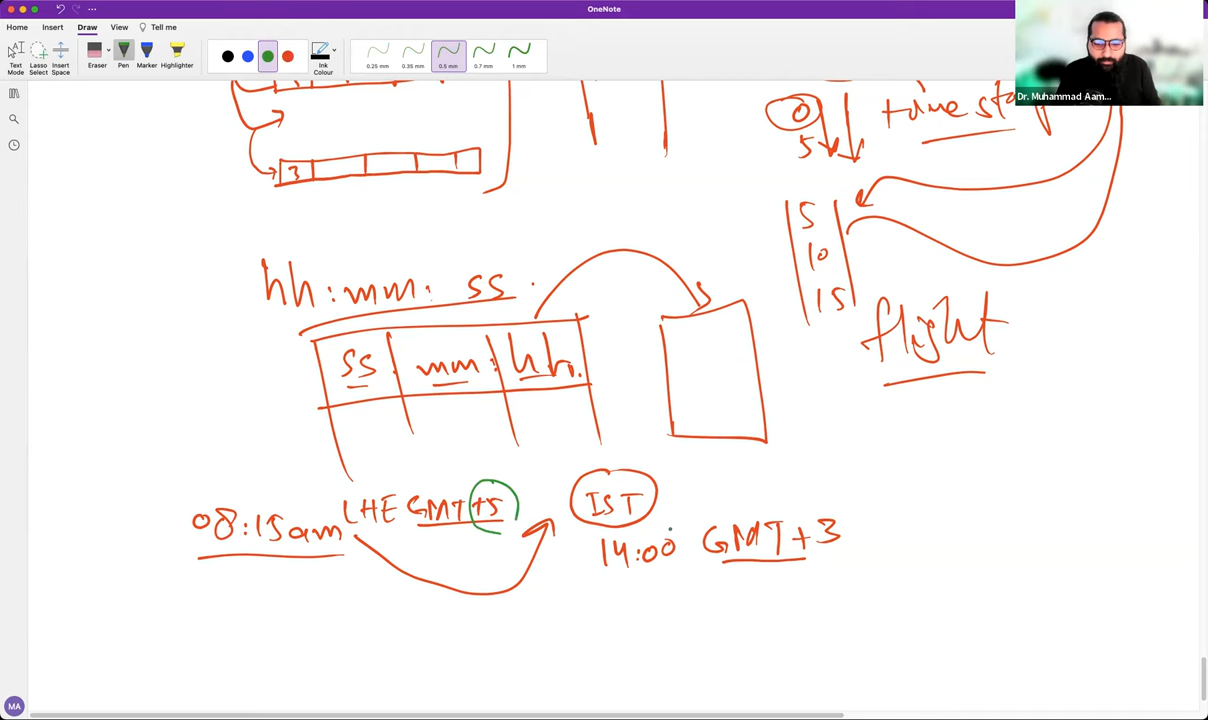 OneNote
Home Insert Draw View Tell me
Text Mode
Lasso Select
Insert Space
Eraser
Pen
Marker
Highlighter
Ink Colour
0.25 mm
0.35 mm
0.5 mm
0.7 mm
1 mm
Dr. Muhammad Aam...
0
5
3
5
10
15
hh:mm: ss
ss: mm: hh.
flight
08:15am LHE GMT+5 IST
14:00 GMT+3
MA